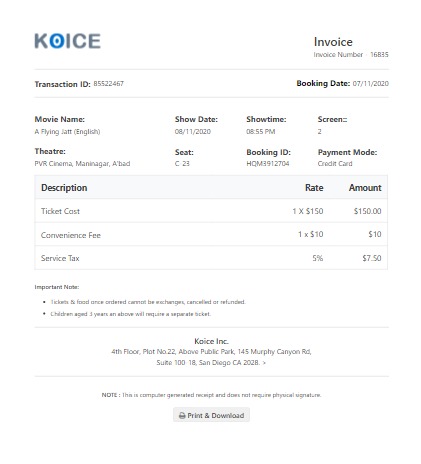 KOICE
Invoice
Invoice Number 16835
Transaction ID: 85522467
Booking Date: 07/11/2020
Movie Name: Show Date: Showtime: Screen::
A Flying Jatt (English) 08/11/2020 08:55 PM 2
Theatre: Seat: Booking ID: Payment Mode:
PVR Cinema, Maninagar, A'bad C-23 HQM3912704 Credit Card
Description Rate Amount
Ticket Cost 1 X $150 $150.00
Convenience Fee 1 x $10 $10
Service Tax 5% $7.50
Important Note:
• Tickets & food once ordered cannot be exchanges, cancelled or refunded.
• Children aged 3 years an above will require a separate ticket.
Koice Inc.
4th Floor, Plot No.22, Above Public Park, 145 Murphy Canyon Rd,
Suite 100-18, San Diego CA 2028. >
NOTE : This is computer generated receipt and does not require physical signature.
Print & Download